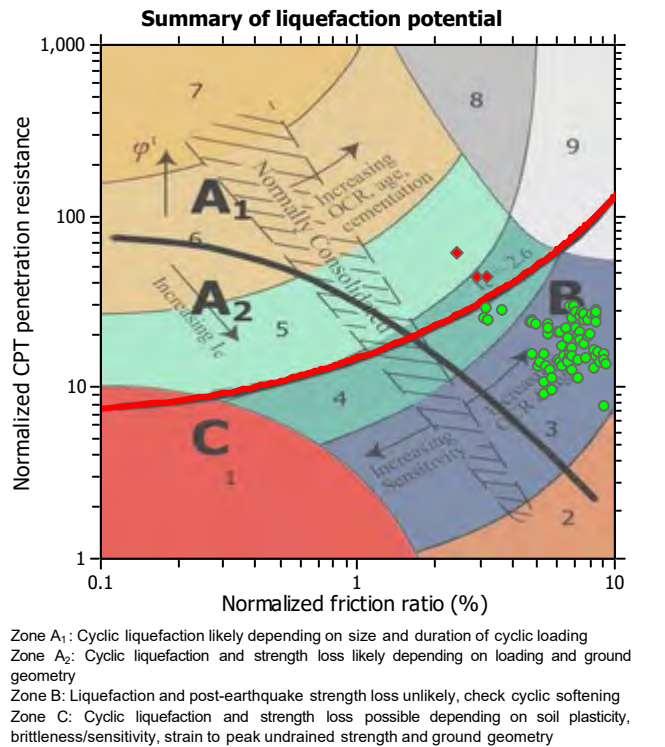 Summary of liquefaction potential
1,000
100
10
1
0.1
1
10
Normalized CPT penetration resistance
Normalized friction ratio (%)
7
8
9
φ'
A1
Increasing
OCR, age,
cementation
Normally Consolidated
6
2.6
A2
B
Increasing Ic
5
4
C
1
3
Increasing
Sensitivity
2
Zone A1: Cyclic liquefaction likely depending on size and duration of cyclic loading
Zone A2: Cyclic liquefaction and strength loss likely depending on loading and ground
geometry
Zone B: Liquefaction and post-earthquake strength loss unlikely, check cyclic softening
Zone C: Cyclic liquefaction and strength loss possible depending on soil plasticity,
brittleness/sensitivity, strain to peak undrained strength and ground geometry